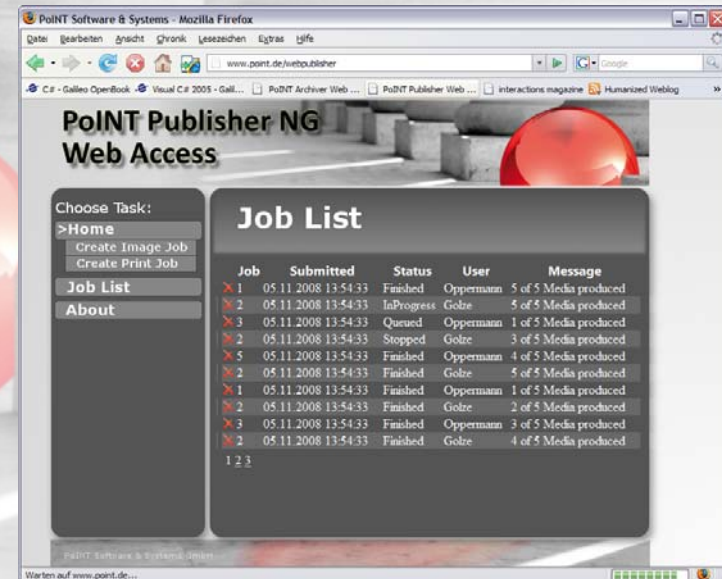 PoINT Software & Systems - Mozilla Firefox
Datei Bearbeiten Ansicht Chronik Lesezeichen Extras Hilfe
www.point.de/webpublisher
Google
C# - Galileo OpenBook Visual C# 2005 - Gali... PoINT Archiver Web ... PoINT Publisher Web ... interactions magazine Humanized Weblog »
PoINT Publisher NG
Web Access
Choose Task:
>Home
Create Image Job
Create Print Job
Job List
About
Job List
Job Submitted Status User Message
1 05.11.2008 13:54:33 Finished Oppermann 5 of 5 Media produced
2 05.11.2008 13:54:33 InProgress Golze 5 of 5 Media produced
3 05.11.2008 13:54:33 Queued Oppermann 1 of 5 Media produced
2 05.11.2008 13:54:33 Stopped Golze 3 of 5 Media produced
5 05.11.2008 13:54:33 Finished Oppermann 4 of 5 Media produced
2 05.11.2008 13:54:33 Finished Golze 5 of 5 Media produced
1 05.11.2008 13:54:33 Finished Oppermann 1 of 5 Media produced
2 05.11.2008 13:54:33 Finished Golze 2 of 5 Media produced
3 05.11.2008 13:54:33 Finished Oppermann 3 of 5 Media produced
2 05.11.2008 13:54:33 Finished Golze 4 of 5 Media produced
1 2 3
PoINT Software & Systems GmbH
Warten auf www.point.de...